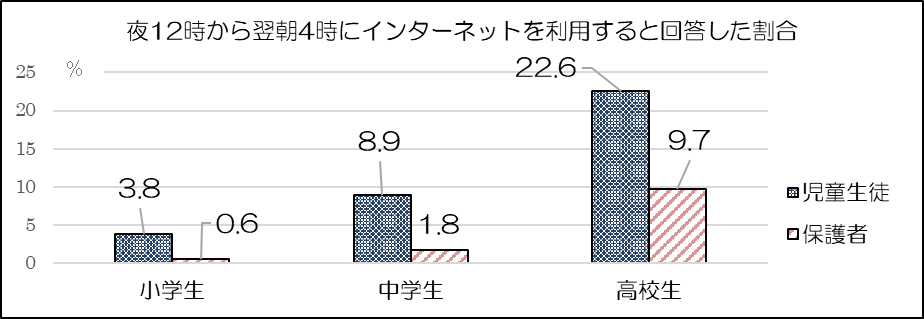 夜12時から翌朝4時にインターネットを利用すると回答した割合
%
25
20
15
10
5
0
3.8
0.6
8.9
1.8
22.6
9.7
小学生
中学生
高校生
児童生徒
保護者